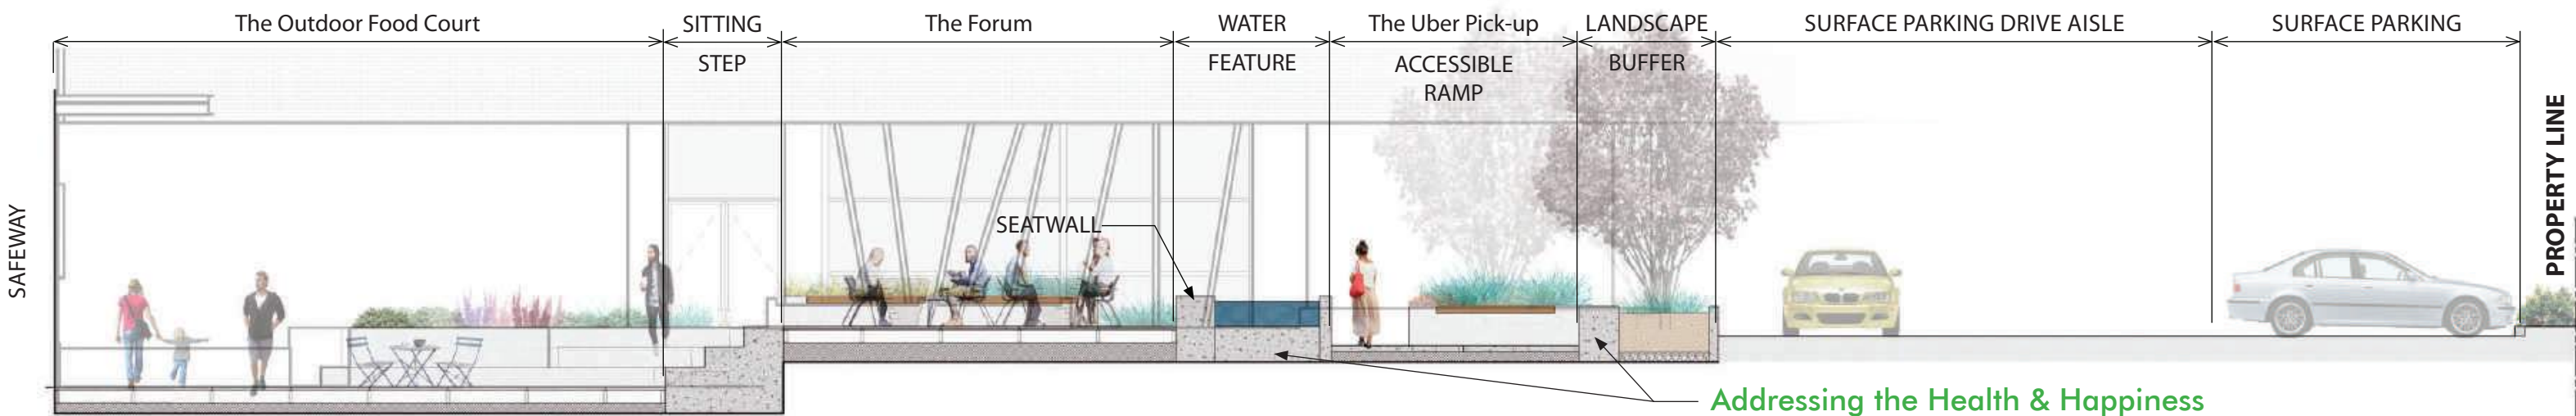 The Outdoor Food Court
SITTING
STEP
The Forum
WATER
FEATURE
The Uber Pick-up
ACCESSIBLE
RAMP
LANDSCAPE
BUFFER
SURFACE PARKING DRIVE AISLE
SURFACE PARKING
SAFEWAY
SEATWALL
PROPERTY LINE
Addressing the Health & Happiness